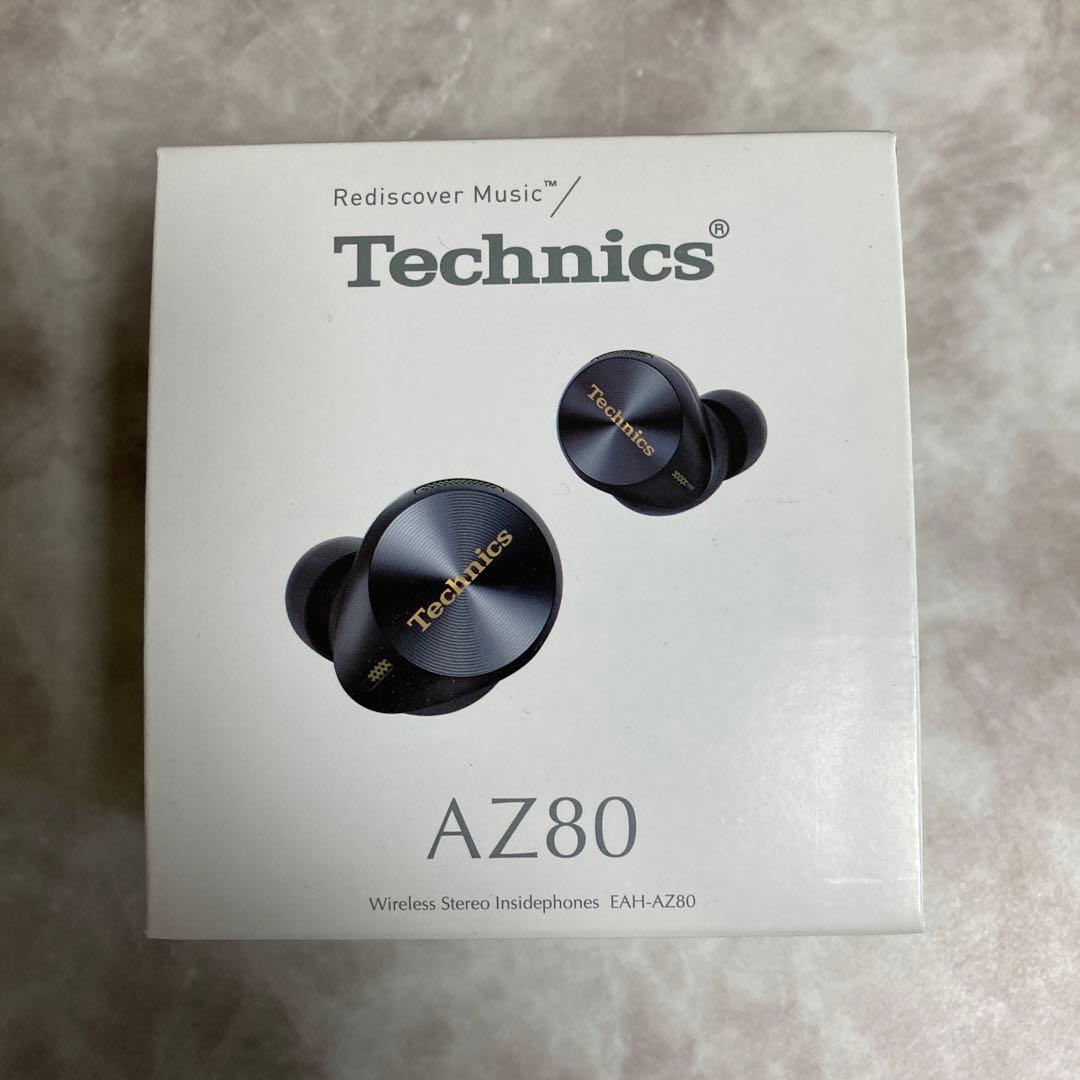 Rediscover Music™/
Technics®
Technics
Technics
AZ80
Wireless Stereo Insidephones EAH-AZ80